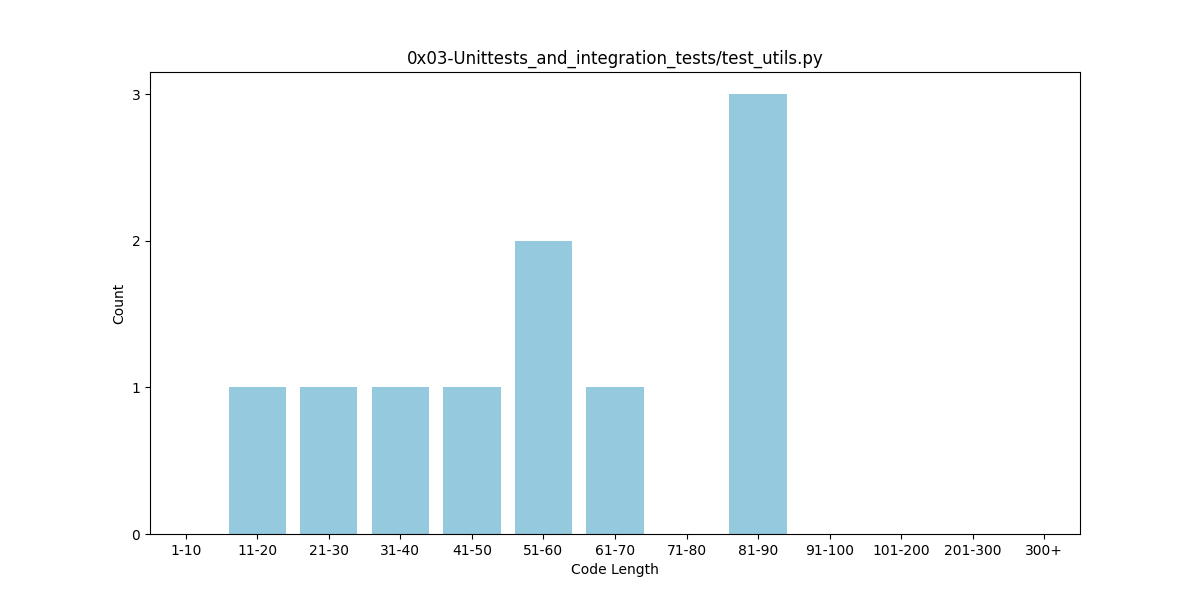 0x03-Unittests_and_integration_tests/test_utils.py
3
2
1
0
Count
1-10 11-20 21-30 31-40 41-50 51-60 61-70 71-80 81-90 91-100 101-200 201-300 300+
Code Length